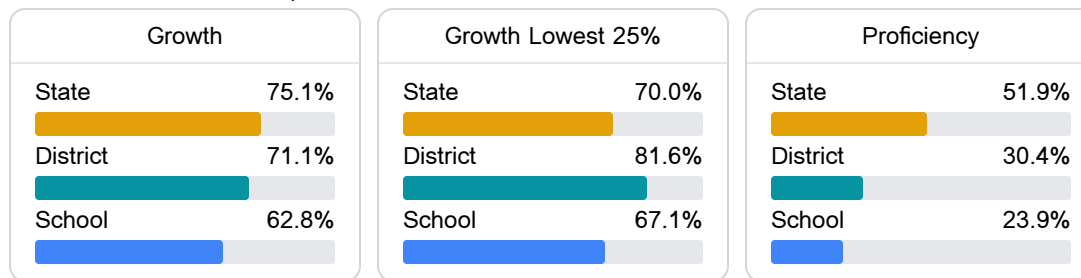 Growth
State 75.1%
District 71.1%
School 62.8%
Growth Lowest 25%
State 70.0%
District 81.6%
School 67.1%
Proficiency
State 51.9%
District 30.4%
School 23.9%